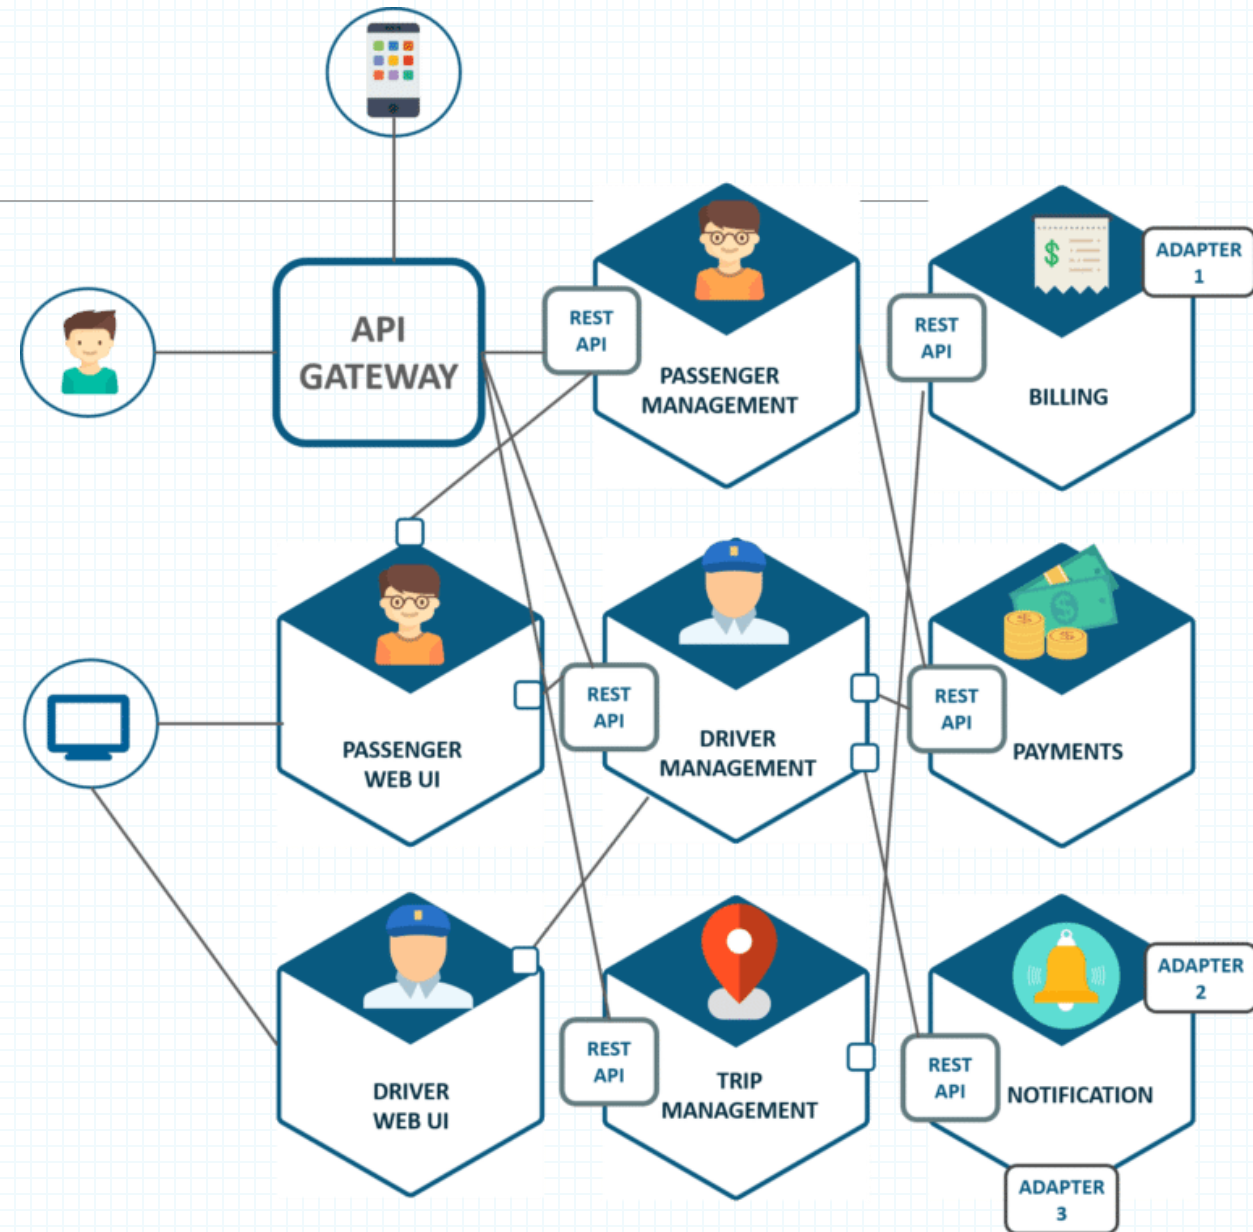 API
GATEWAY
REST
API
PASSENGER
MANAGEMENT
REST
API
BILLING
ADAPTER
1
PASSENGER
WEB UI
REST
API
DRIVER
MANAGEMENT
REST
API
PAYMENTS
DRIVER
WEB UI
REST
API
TRIP
MANAGEMENT
REST
API
NOTIFICATION
ADAPTER
2
ADAPTER
3